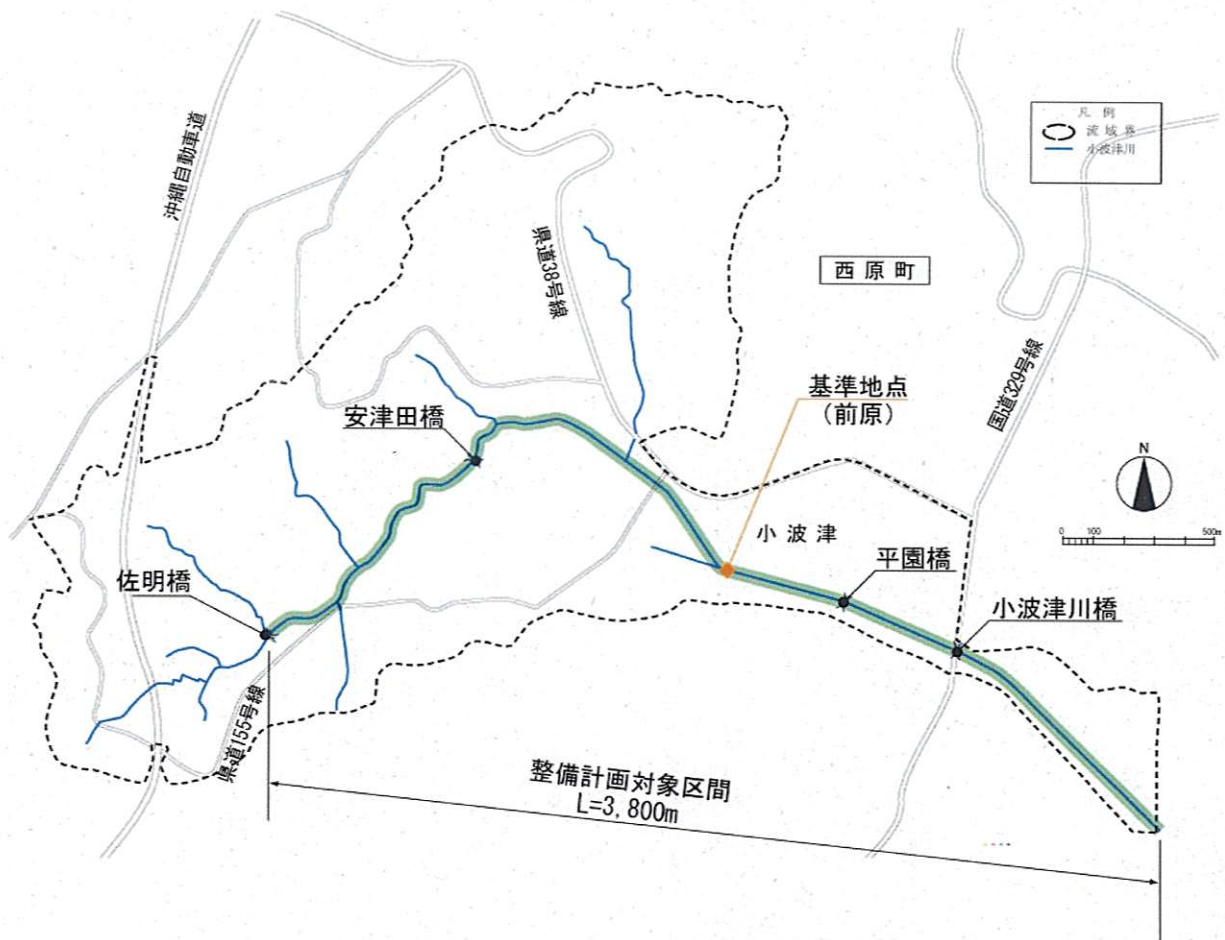 凡 例
流 域 界
小波津川
沖縄自動車道
県道38号線
西原町
国道329号線
基準地点
(前原)
安津田橋
N
0 100 500m
小 波 津
平園橋
佐明橋
小波津川橋
県道155号線
整備計画対象区間
L=3,800m